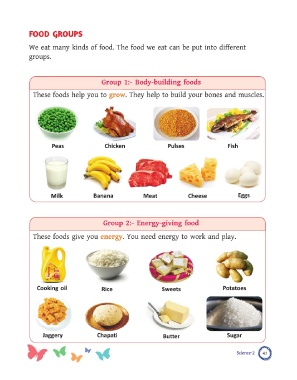 FOOD GROUPS
We eat many kinds of food. The food we eat can be put into different
groups.
Group 1:- Body-building foods
These foods help you to grow. They help to build your bones and muscles.
Peas Chicken Pulses Fish
Milk Banana Meat Cheese Eggs
Group 2:- Energy-giving food
These foods give you energy. You need energy to work and play.
Cooking oil Rice Sweets Potatoes
Jaggery Chapati Butter Sugar